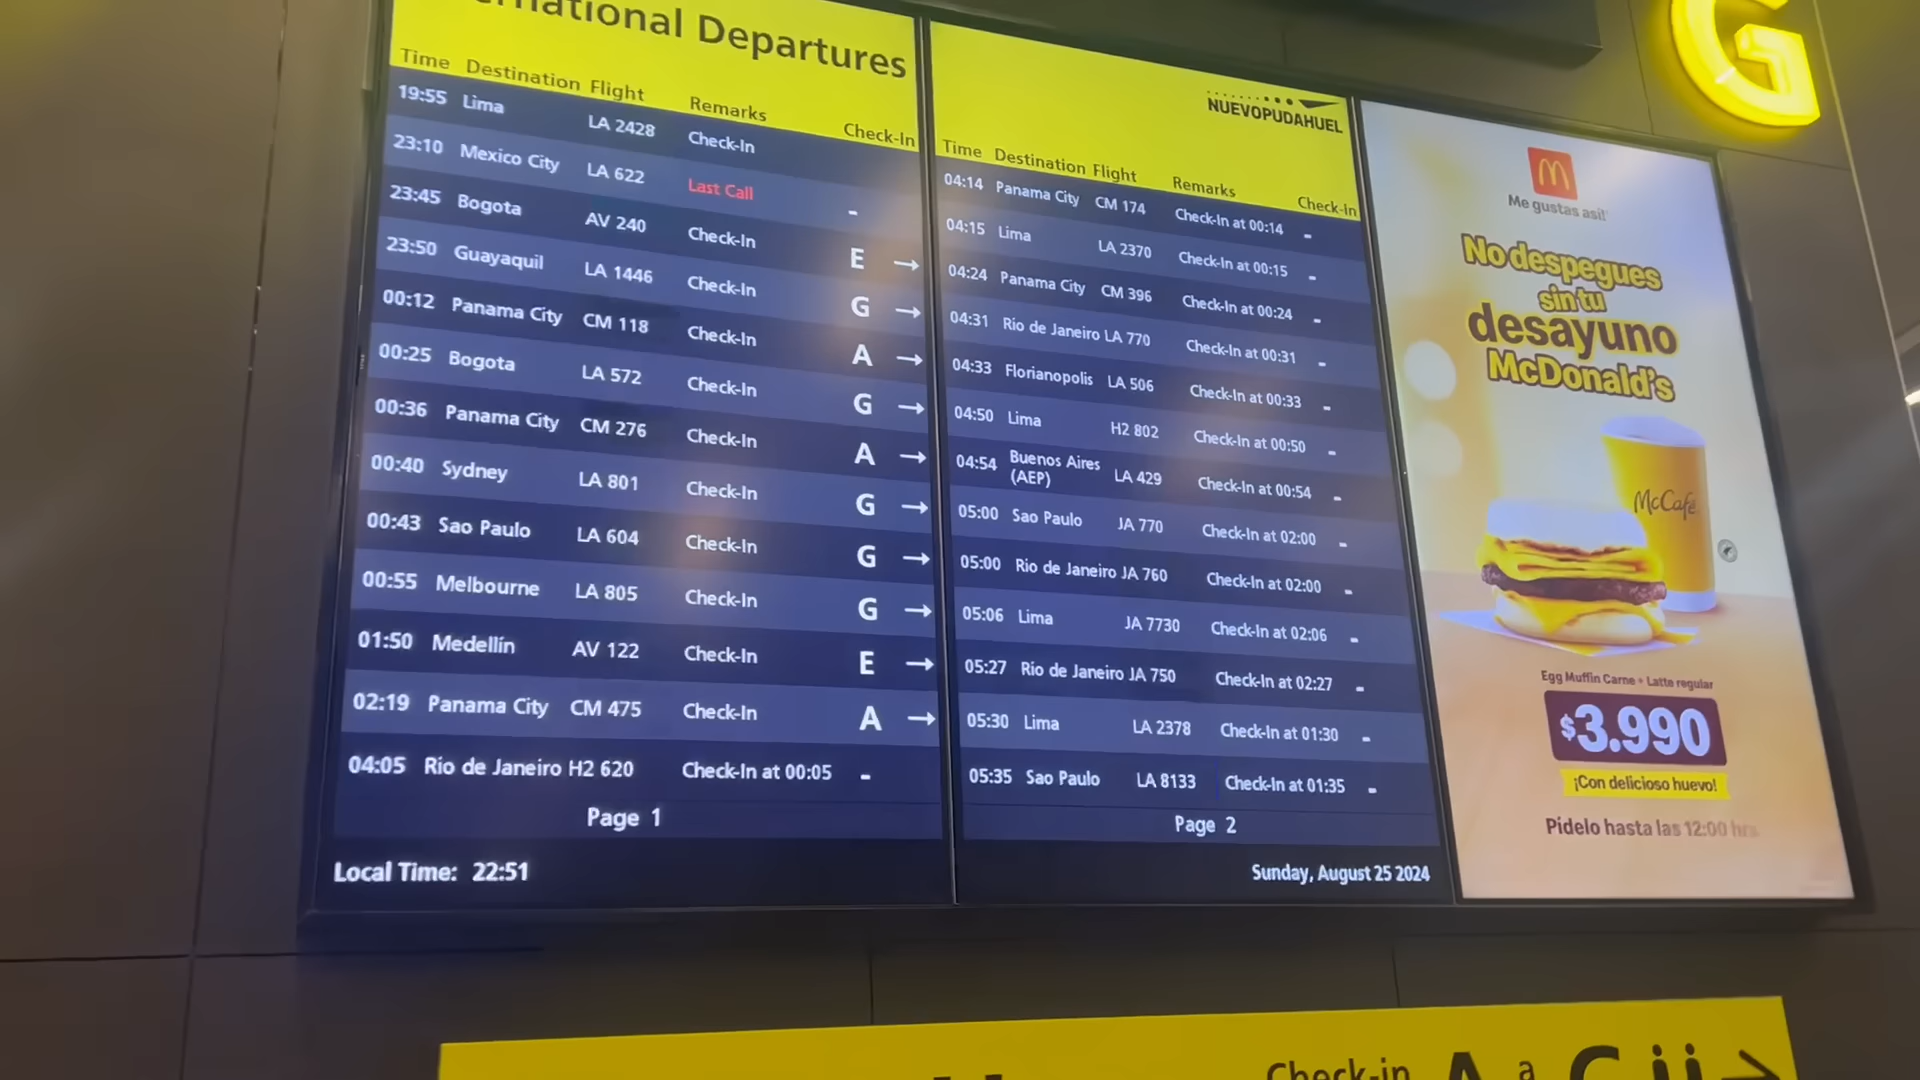 rnational Departures
Time Destination Flight Remarks Check-In
19:55 Lima LA 2428 Check-In
23:10 Mexico City LA 622 Last Call -
23:45 Bogota AV 240 Check-In E →
23:50 Guayaquil LA 1446 Check-In G →
00:12 Panama City CM 118 Check-In A →
00:25 Bogota LA 572 Check-In G →
00:36 Panama City CM 276 Check-In A →
00:40 Sydney LA 801 Check-In G →
00:43 Sao Paulo LA 604 Check-In G →
00:55 Melbourne LA 805 Check-In G →
01:50 Medellín AV 122 Check-In E →
02:19 Panama City CM 475 Check-In A →
04:05 Rio de Janeiro H2 620 Check-In at 00:05 -
Page 1
Local Time: 22:51
NUEVOPUDAHUEL
Time Destination Flight Remarks Check-In
04:14 Panama City CM 174 Check-In at 00:14 -
04:15 Lima LA 2370 Check-In at 00:15 -
04:24 Panama City CM 396 Check-In at 00:24 -
04:31 Rio de Janeiro LA 770 Check-In at 00:31 -
04:33 Florianopolis LA 506 Check-In at 00:33 -
04:50 Lima H2 802 Check-In at 00:50 -
04:54 Buenos Aires (AEP) LA 429 Check-In at 00:54 -
05:00 Sao Paulo JA 770 Check-In at 02:00 -
05:00 Rio de Janeiro JA 760 Check-In at 02:00 -
05:06 Lima JA 7730 Check-In at 02:06 -
05:27 Rio de Janeiro JA 750 Check-In at 02:27 -
05:30 Lima LA 2378 Check-In at 01:30 -
05:35 Sao Paulo LA 8133 Check-In at 01:35 -
Page 2
Sunday, August 25 2024
G
Me gustas así!
No despegues
sin tu
desayuno
McDonald's
McCafé
Egg Muffin Carne + Latte regular
$3.990
¡Con delicioso huevo!
Pídelo hasta las 12:00 hrs
Check-in A a G →